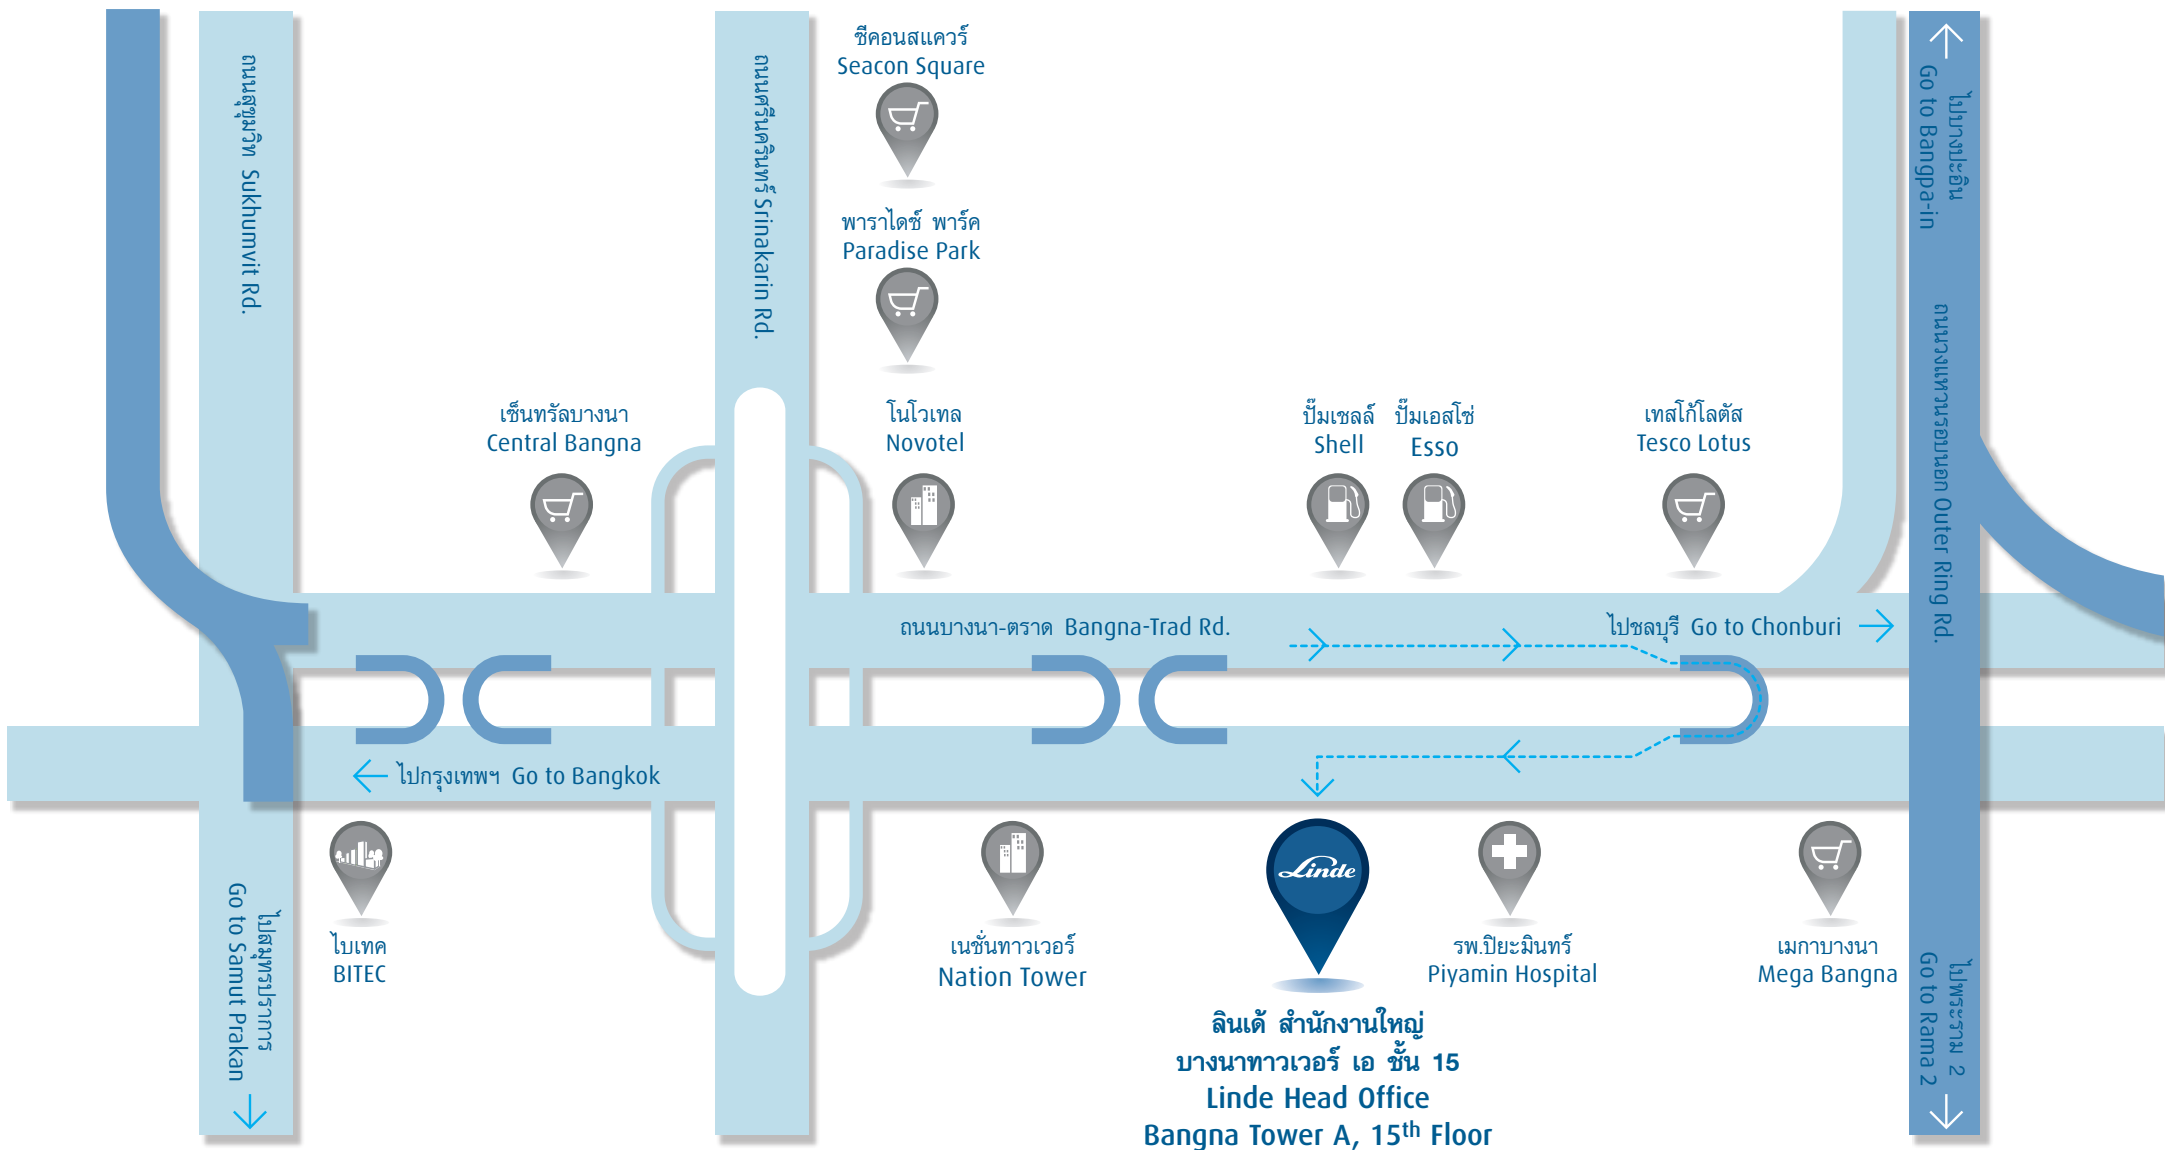 ถนนสุขุมวิท Sukhumvit Rd.
ถนนศรีนครินทร์ Srinakarin Rd.
ซีคอนสแควร์
Seacon Square
พาราไดซ์ พาร์ค
Paradise Park
ไปบางปะอิน
Go to Bangpa-in
ถนนวงแหวนรอบนอก Outer Ring Rd.
เซ็นทรัลบางนา
Central Bangna
โนโวเทล
Novotel
ปั๊มเชลล์
Shell
ปั๊มเอสโซ่
Esso
เทสโก้โลตัส
Tesco Lotus
ถนนบางนา-ตราด Bangna-Trad Rd.
ไปชลบุรี Go to Chonburi
ไปกรุงเทพฯ Go to Bangkok
ไปสมุทรปราการ
Go to Samut Prakan
ไบเทค
BITEC
เนชั่นทาวเวอร์
Nation Tower
Linde
รพ.ปิยะมินทร์
Piyamin Hospital
เมกาบางนา
Mega Bangna
ไปพระราม 2
Go to Rama 2
ลินเด้ สำนักงานใหญ่
บางนาทาวเวอร์ เอ ชั้น 15
Linde Head Office
Bangna Tower A, 15th Floor